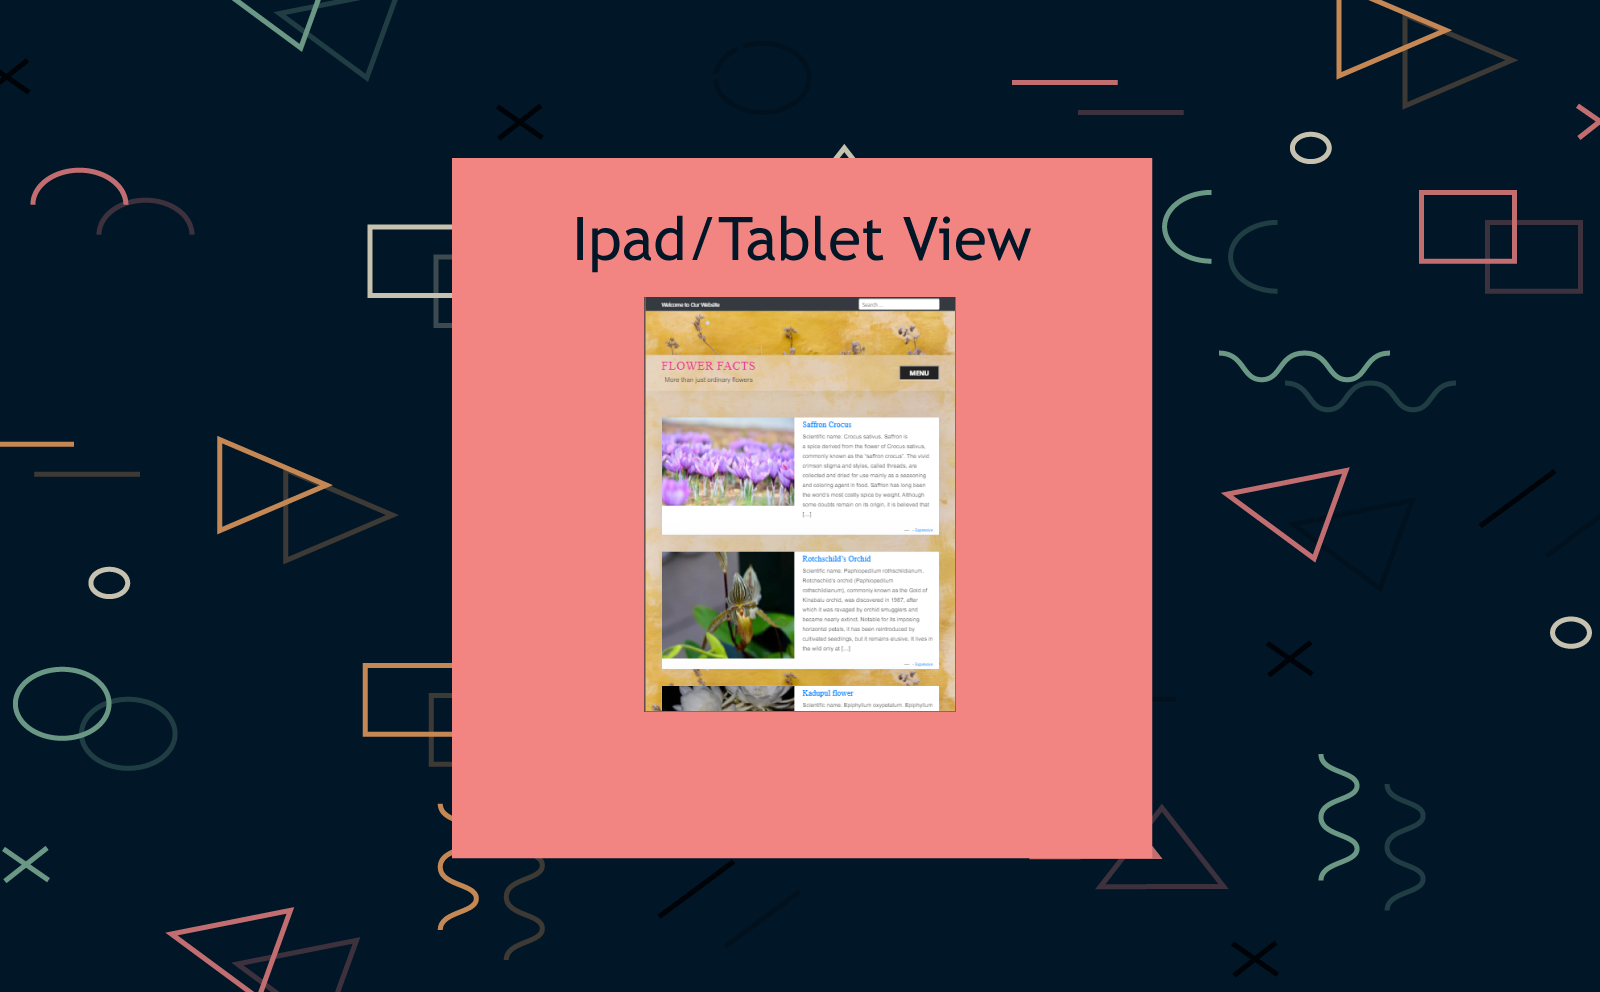 Ipad/Tablet View
Welcome to Our Website
Search ...
FLOWER FACTS
More than just ordinary flowers
MENU
Saffron Crocus
Scientific name: Crocus sativus. Saffron is
a spice derived from the flower of Crocus sativus,
commonly known as the "saffron crocus". The vivid
crimson stigma and styles, called threads, are
collected and dried for use mainly as a seasoning
and coloring agent in food. Saffron has long been
the world's most costly spice by weight. Although
some doubts remain on its origin, it is believed that
[...]
Rotchschild's Orchid
Scientific name: Paphiopedilum rothschildianum.
Rotchschild's orchid (Paphiopedilum
rothschildianum), commonly known as the Gold of
Kinabalu orchid, was discovered in 1987, after
which it was ravaged by orchid smugglers and
became nearly extinct. Notable for its imposing
horizontal petals, it has been reintroduced by
cultivated seedlings, but it remains elusive. It lives in
the wild only at [...]
Kadupul flower
Scientific name: Epiphyllum oxypetalum. Epiphyllum